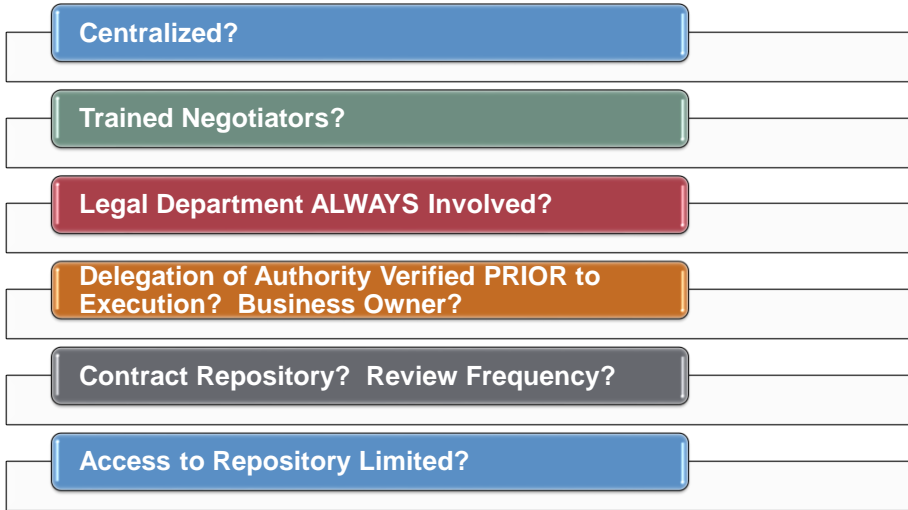 Centralized?
Trained Negotiators?
Legal Department ALWAYS Involved?
Delegation of Authority Verified PRIOR to
Execution?  Business Owner?
Contract Repository?  Review Frequency?
Access to Repository Limited?